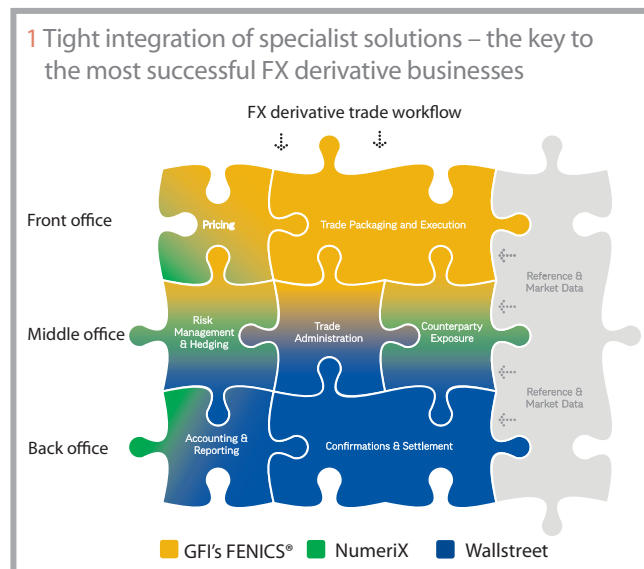 1 Tight integration of specialist solutions – the key to
the most successful FX derivative businesses
FX derivative trade workflow
Front office
Pricing
Trade Packaging and Execution
Reference &
Market Data
Middle office
Risk
Management
& Hedging
Trade
Administration
Counterparty
Exposure
Reference &
Market Data
Back office
Accounting &
Reporting
Confirmations & Settlement
GFI's FENICS®
NumeriX
Wallstreet